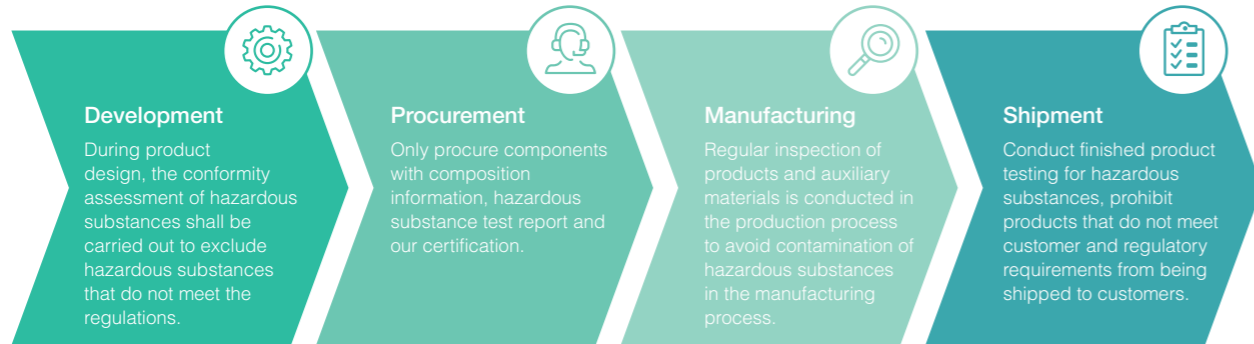 Development
During product
design, the conformity
assessment of hazardous
substances shall be
carried out to exclude
hazardous substances
that do not meet the
regulations.
Procurement
Only procure components
with composition
information, hazardous
substance test report and
our certification.
Manufacturing
Regular inspection of
products and auxiliary
materials is conducted in
the production process
to avoid contamination of
hazardous substances
in the manufacturing
process.
Shipment
Conduct finished product
testing for hazardous
substances, prohibit
products that do not meet
customer and regulatory
requirements from being
shipped to customers.